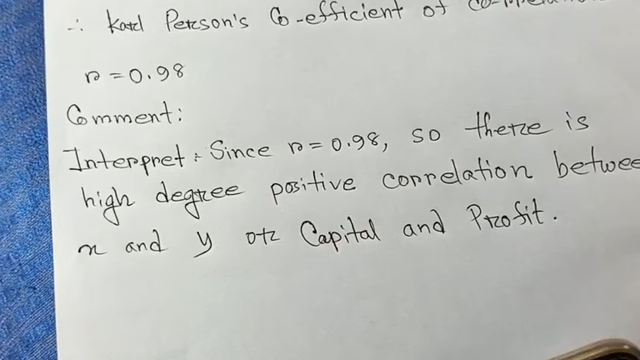 ∴ Karl Person's Co-efficient of
r = 0.98
Comment:
Interpret: Since r = 0.98, so there is
high degree positive correlation betwee
x and y or Capital and Profit.